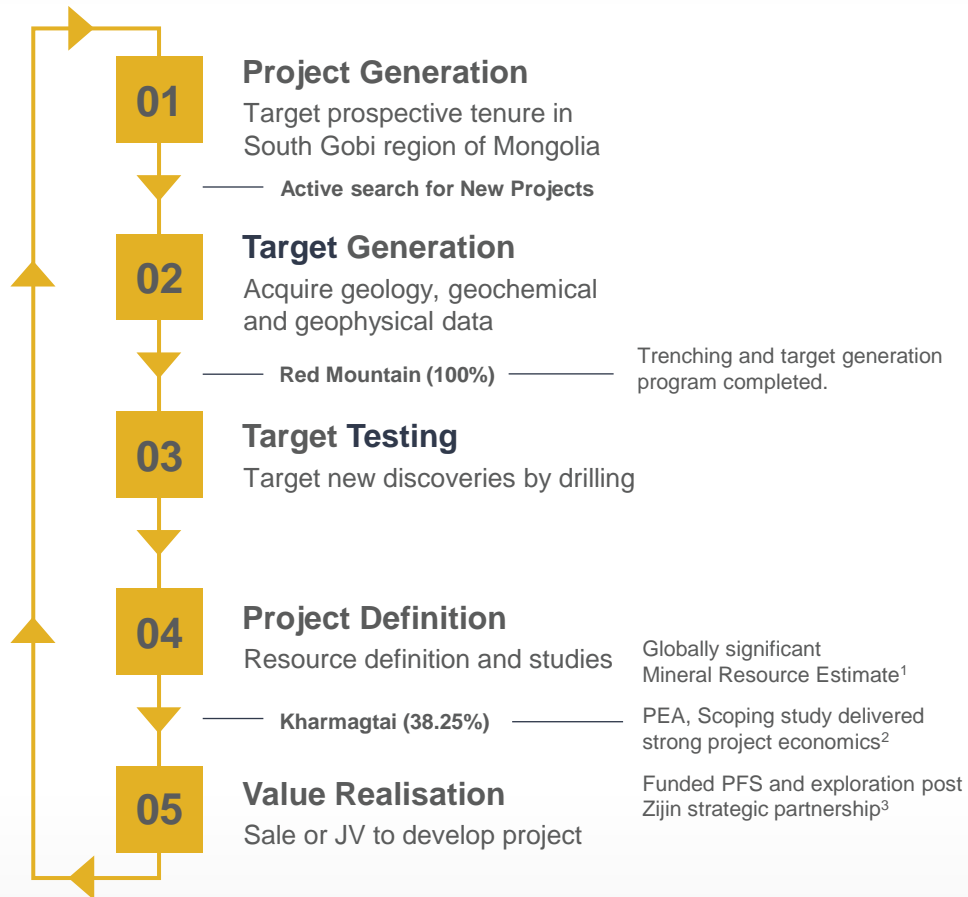 01
Project Generation
Target prospective tenure in
South Gobi region of Mongolia
Active search for New Projects
02
Target Generation
Acquire geology, geochemical
and geophysical data
Red Mountain (100%)
Trenching and target generation
program completed.
03
Target Testing
Target new discoveries by drilling
04
Project Definition
Resource definition and studies
Globally significant
Mineral Resource Estimate¹
Kharmagtai (38.25%)
PEA, Scoping study delivered
strong project economics²
05
Value Realisation
Sale or JV to develop project
Funded PFS and exploration post
Zijin strategic partnership³